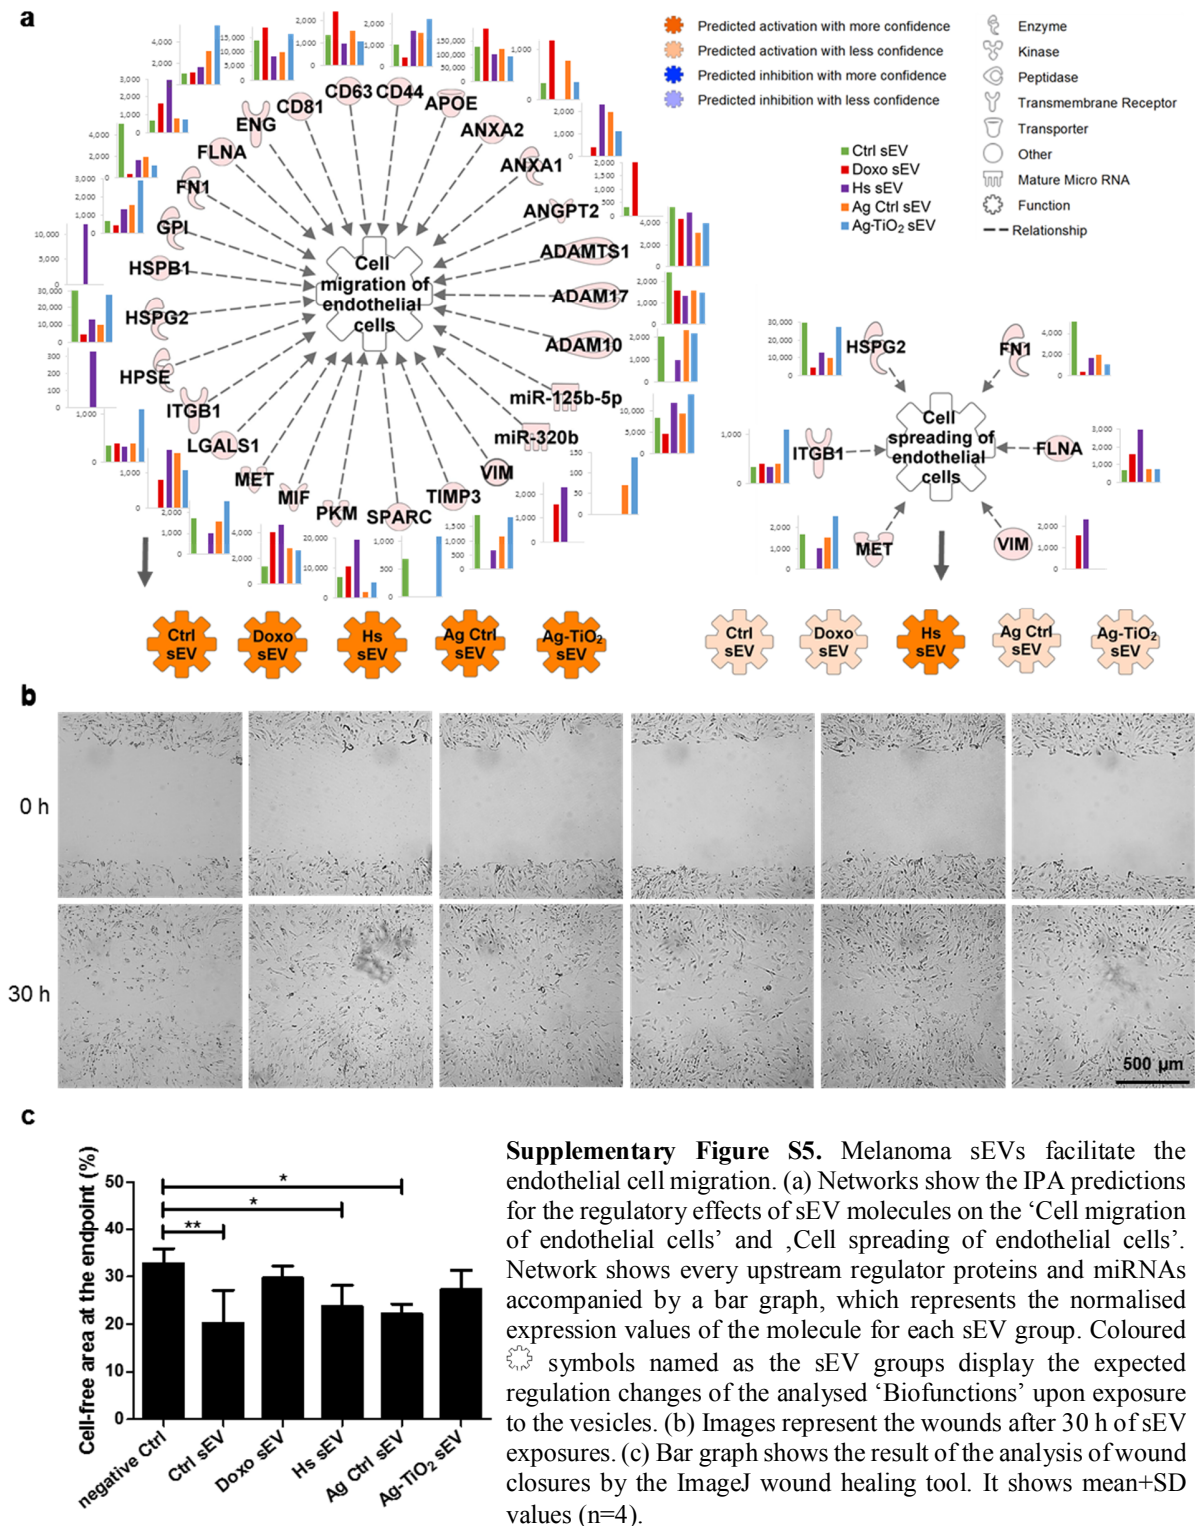 a
Predicted activation with more confidence
Predicted activation with less confidence
Predicted inhibition with more confidence
Predicted inhibition with less confidence
Enzyme
Kinase
Peptidase
Transmembrane Receptor
Transporter
Other
Mature Micro RNA
Function
Relationship
Ctrl sEV
Doxo sEV
Hs sEV
Ag Ctrl sEV
Ag-TiO₂ sEV
CD63
CD44
CD81
APOE
ENG
ANXA2
FLNA
ANXA1
FN1
ANGPT2
GPI
ADAMTS1
HSPB1
ADAM17
HSPG2
ADAM10
HPSE
miR-125b-5p
ITGB1
miR-320b
LGALS1
VIM
MET
TIMP3
MIF
PKM
SPARC
Cell
migration of
endothelial
cells
HSPG2
FN1
ITGB1
FLNA
MET
VIM
Cell
spreading of
endothelial
cells
Ctrl
sEV
Doxo
sEV
Hs
sEV
Ag Ctrl
sEV
Ag-TiO₂
sEV
Ctrl
sEV
Doxo
sEV
Hs
sEV
Ag Ctrl
sEV
Ag-TiO₂
sEV
b
0 h
30 h
500 µm
c
Cell-free area at the endpoint (%)
50
40
30
20
10
0
*
*
**
negative Ctrl
Ctrl sEV
Doxo sEV
Hs sEV
Ag Ctrl sEV
Ag-TiO₂ sEV
Supplementary Figure S5. Melanoma sEVs facilitate the
endothelial cell migration. (a) Networks show the IPA predictions
for the regulatory effects of sEV molecules on the ‘Cell migration
of endothelial cells’ and ‚Cell spreading of endothelial cells’.
Network shows every upstream regulator proteins and miRNAs
accompanied by a bar graph, which represents the normalised
expression values of the molecule for each sEV group. Coloured
symbols named as the sEV groups display the expected
regulation changes of the analysed ‘Biofunctions’ upon exposure
to the vesicles. (b) Images represent the wounds after 30 h of sEV
exposures. (c) Bar graph shows the result of the analysis of wound
closures by the ImageJ wound healing tool. It shows mean+SD
values (n=4).